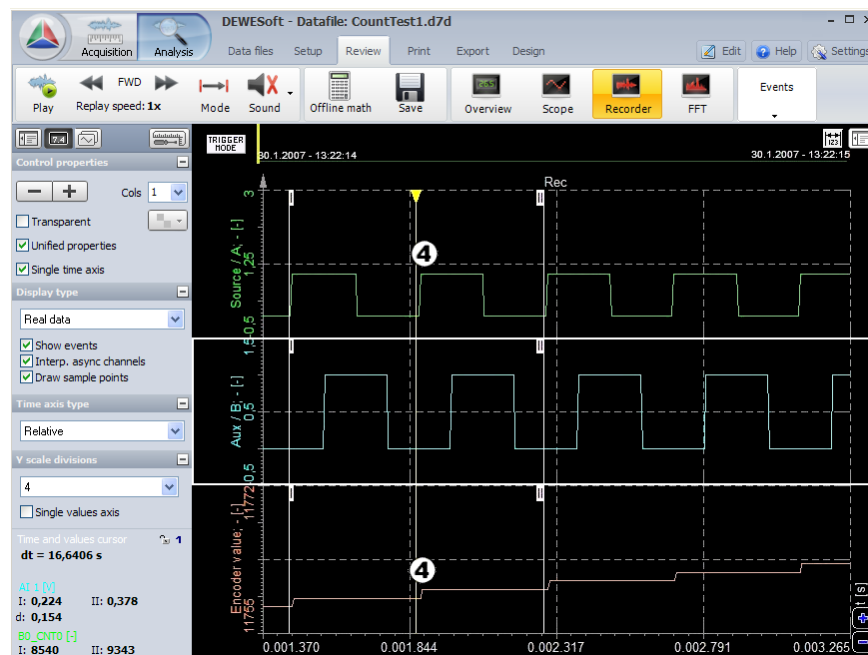 DEWESoft - Datafile: CountTest1.d7d
Acquisition Analysis Data files Setup Review Print Export Design Edit Help Settings
Play FWD Replay speed: 1x Mode Sound Offline math Save Overview Scope Recorder FFT Events
Control properties
Cols 1
Transparent
Unified properties
Single time axis
Display type
Real data
Show events
Interp. async channels
Draw sample points
Time axis type
Relative
Y scale divisions
4
Single values axis
Time and values cursor 1
dt = 16,6406 s
AI 1 [V]
I: 0,224 II: 0,378
d: 0,154
B0_CNT0 [-]
I: 8540 II: 9343
TRIGGER MODE
30.1.2007 - 13:22:14 30.1.2007 - 13:22:15
Rec
I II
3
Source / A; - [-]
1,25
-0,5
4
I II
1,5
Aux / B; - [-]
0,5
-0,5
I II
11772
Encoder value; - [-]
11755
4
t [s]
0.001.370 0.001.844 0.002.317 0.002.791 0.003.265